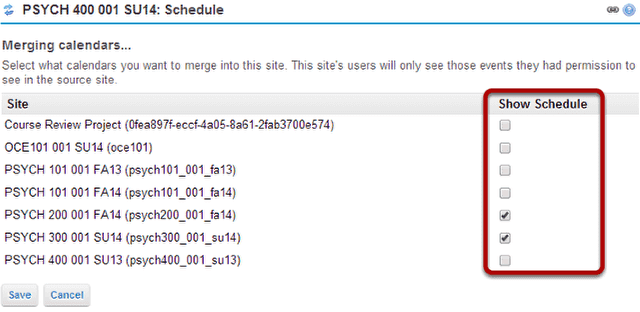 PSYCH 400 001 SU14: Schedule
Merging calendars...
Select what calendars you want to merge into this site. This site's users will only see those events they had permission to
see in the source site.
Site Show Schedule
Course Review Project (0fea897f-eccf-4a05-8a61-2fab3700e574)
OCE101 001 SU14 (oce101)
PSYCH 101 001 FA13 (psych101_001_fa13)
PSYCH 101 001 FA14 (psych101_001_fa14)
PSYCH 200 001 FA14 (psych200_001_fa14)
PSYCH 300 001 SU14 (psych300_001_su14)
PSYCH 400 001 SU13 (psych400_001_su13)
Save Cancel